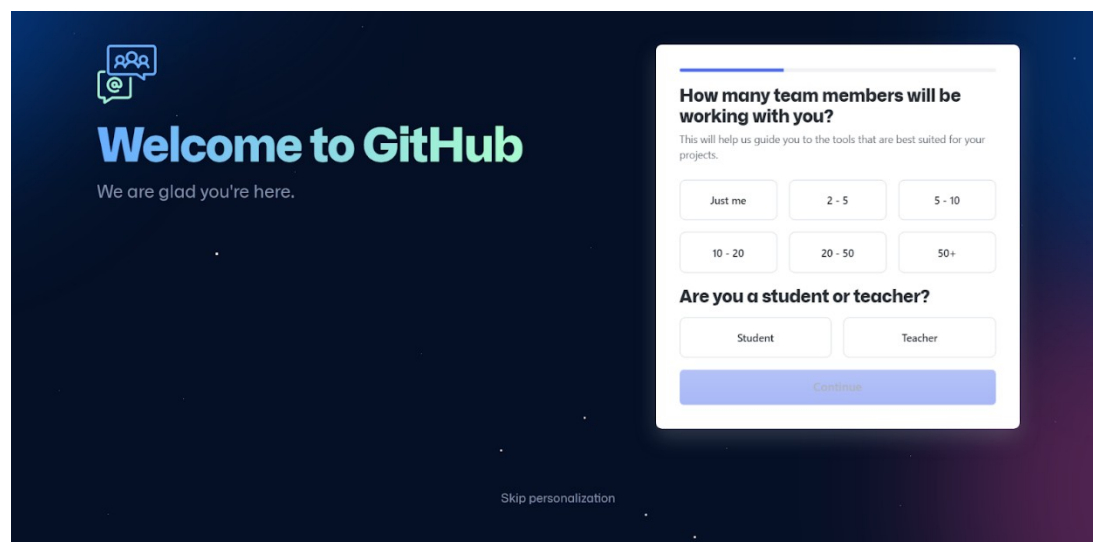 @
Welcome to GitHub
We are glad you're here.
How many team members will be
working with you?
This will help us guide you to the tools that are best suited for your
projects.
Just me
2 - 5
5 - 10
10 - 20
20 - 50
50+
Are you a student or teacher?
Student
Teacher
Continue
Skip personalization